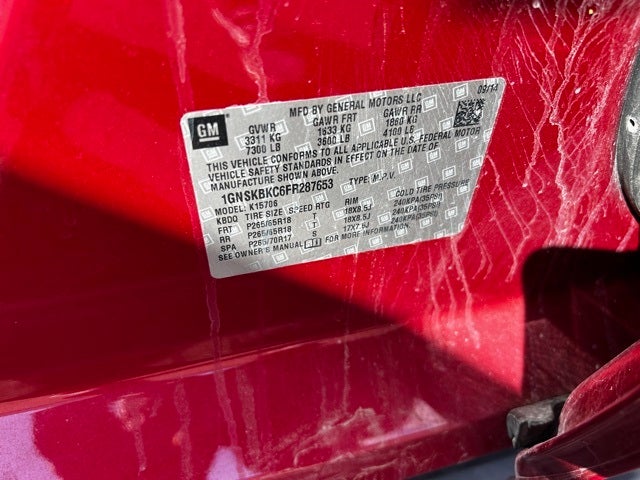 09/14
MFD BY GENERAL MOTORS LLC
GM
GVWR GAWR FRT GAWR RR
3311 KG 1633 KG 1860 KG
7300 LB 3600 LB 4100 LB
THIS VEHICLE CONFORMS TO ALL APPLICABLE U.S. FEDERAL MOTOR
VEHICLE SAFETY STANDARDS IN EFFECT ON THE DATE OF
MANUFACTURE SHOWN ABOVE.
1GNSKBKC6FR287653 TYPE: M.P.V.
MODEL: K15706
KBDQ TIRE SIZE SPEED RTG RIM COLD TIRE PRESSURE
FRT P265/65R18 T 18X8.5J 240KPA(35PSI)
RR P265/65R18 T 18X8.5J 240KPA(35PSI)
SPA P265/70R17 S 17X7.5J 240KPA(35PSI)
SEE OWNER'S MANUAL FOR MORE INFORMATION.